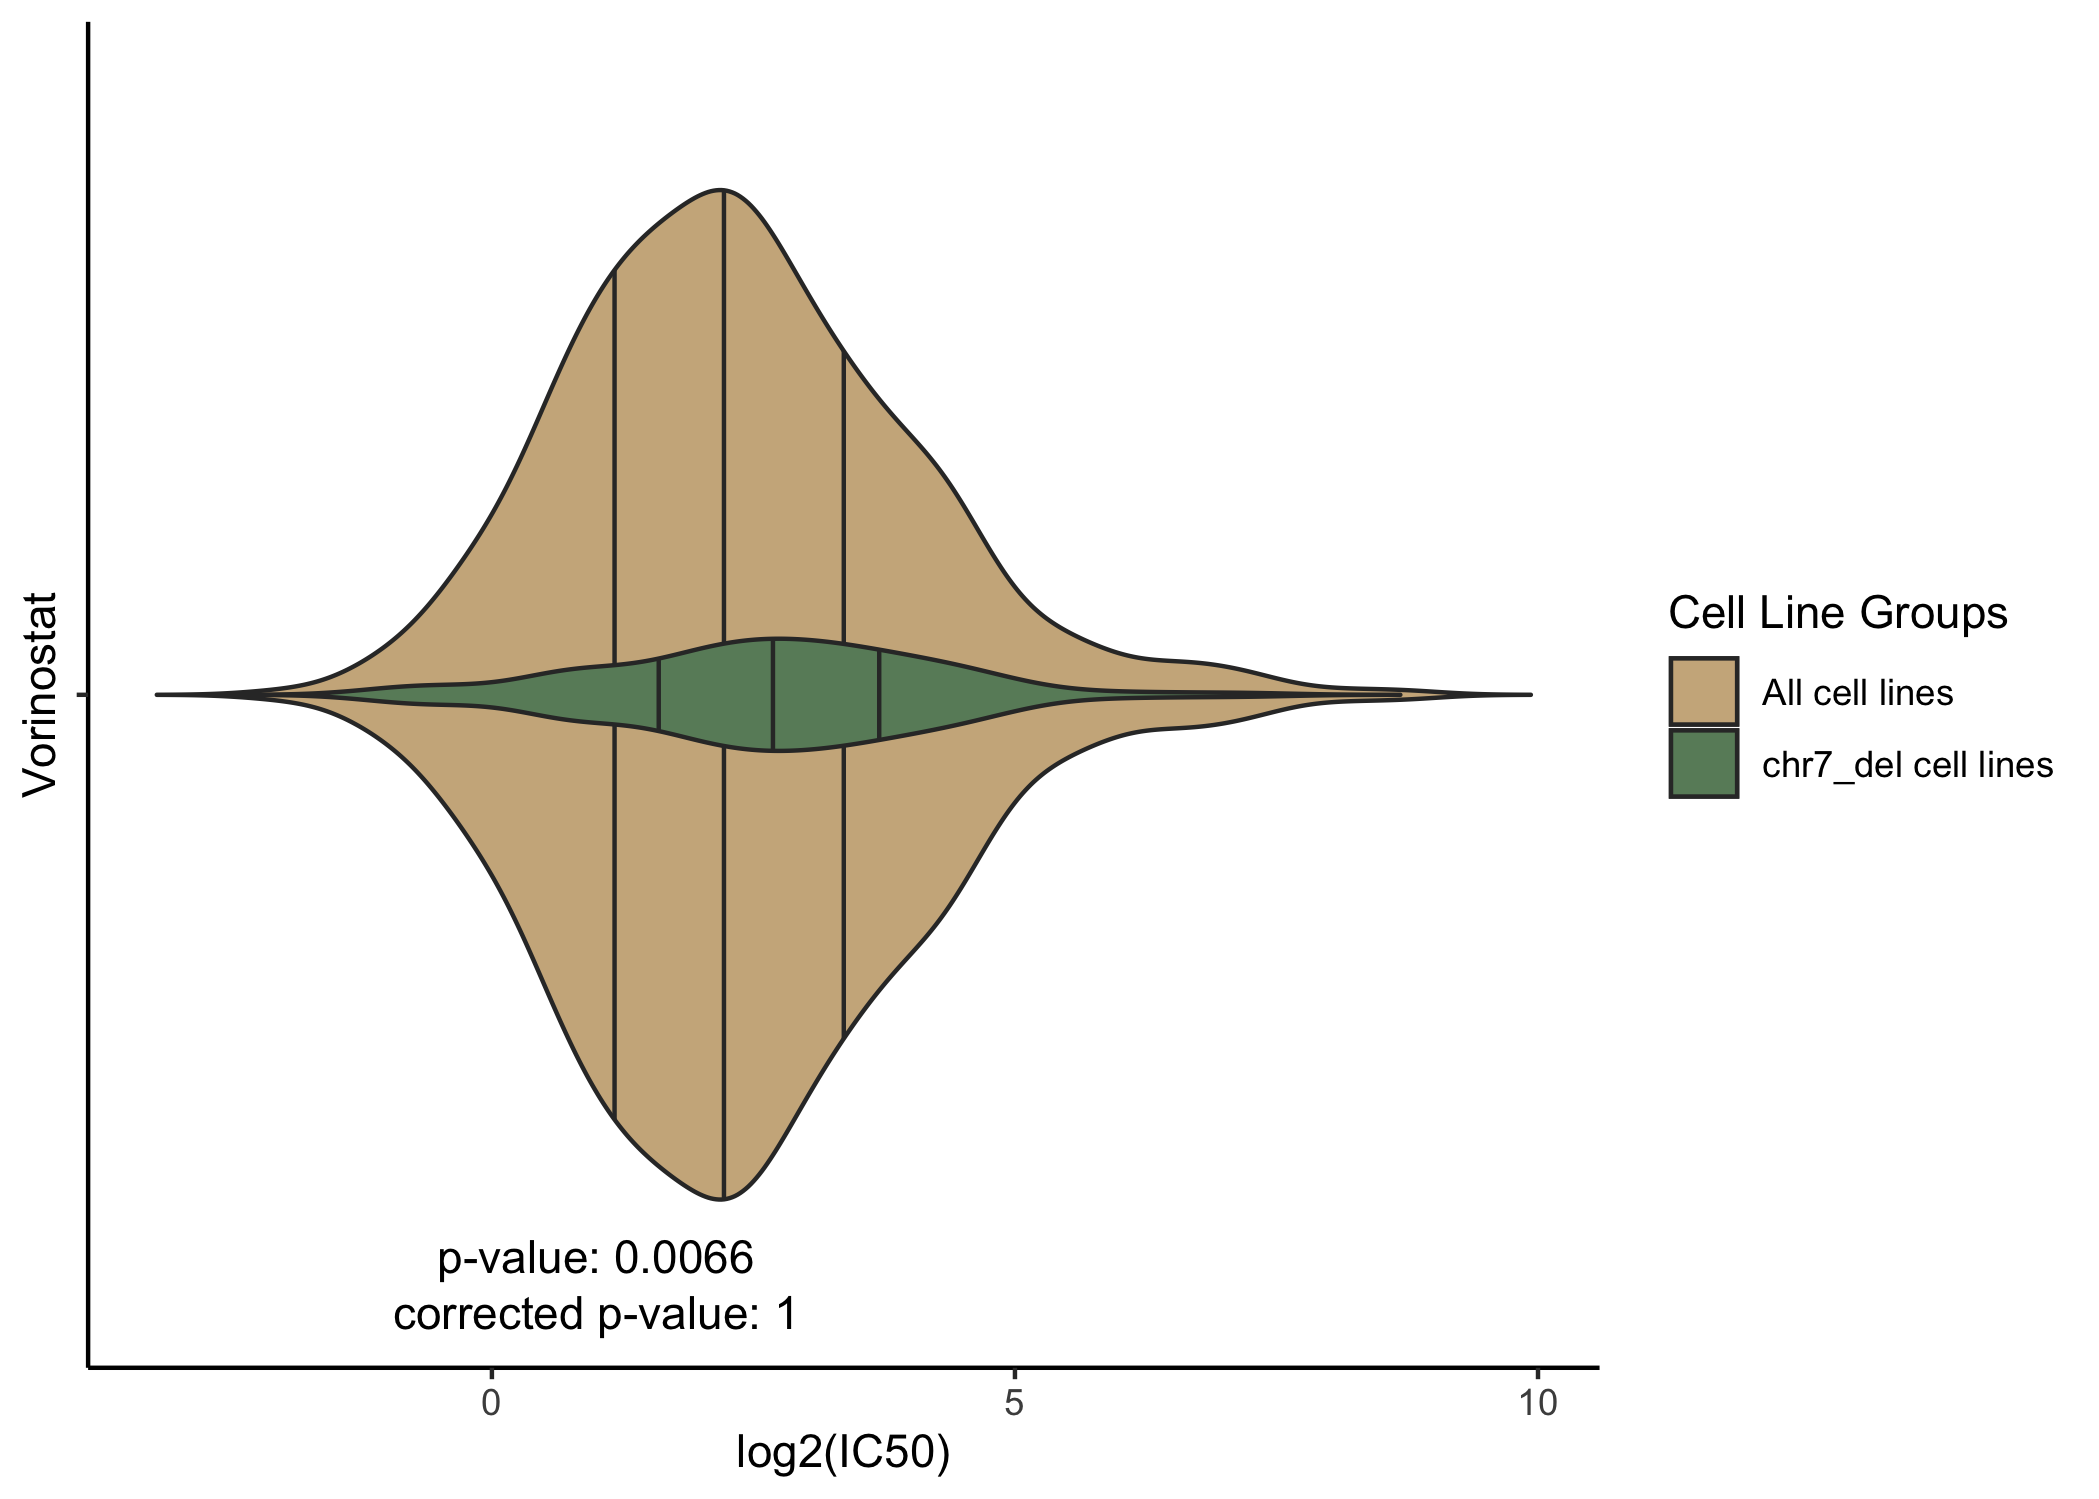 Vorinostat
p-value: 0.0066
corrected p-value: 1
0
5
10
log2(IC50)
Cell Line Groups
All cell lines
chr7_del cell lines